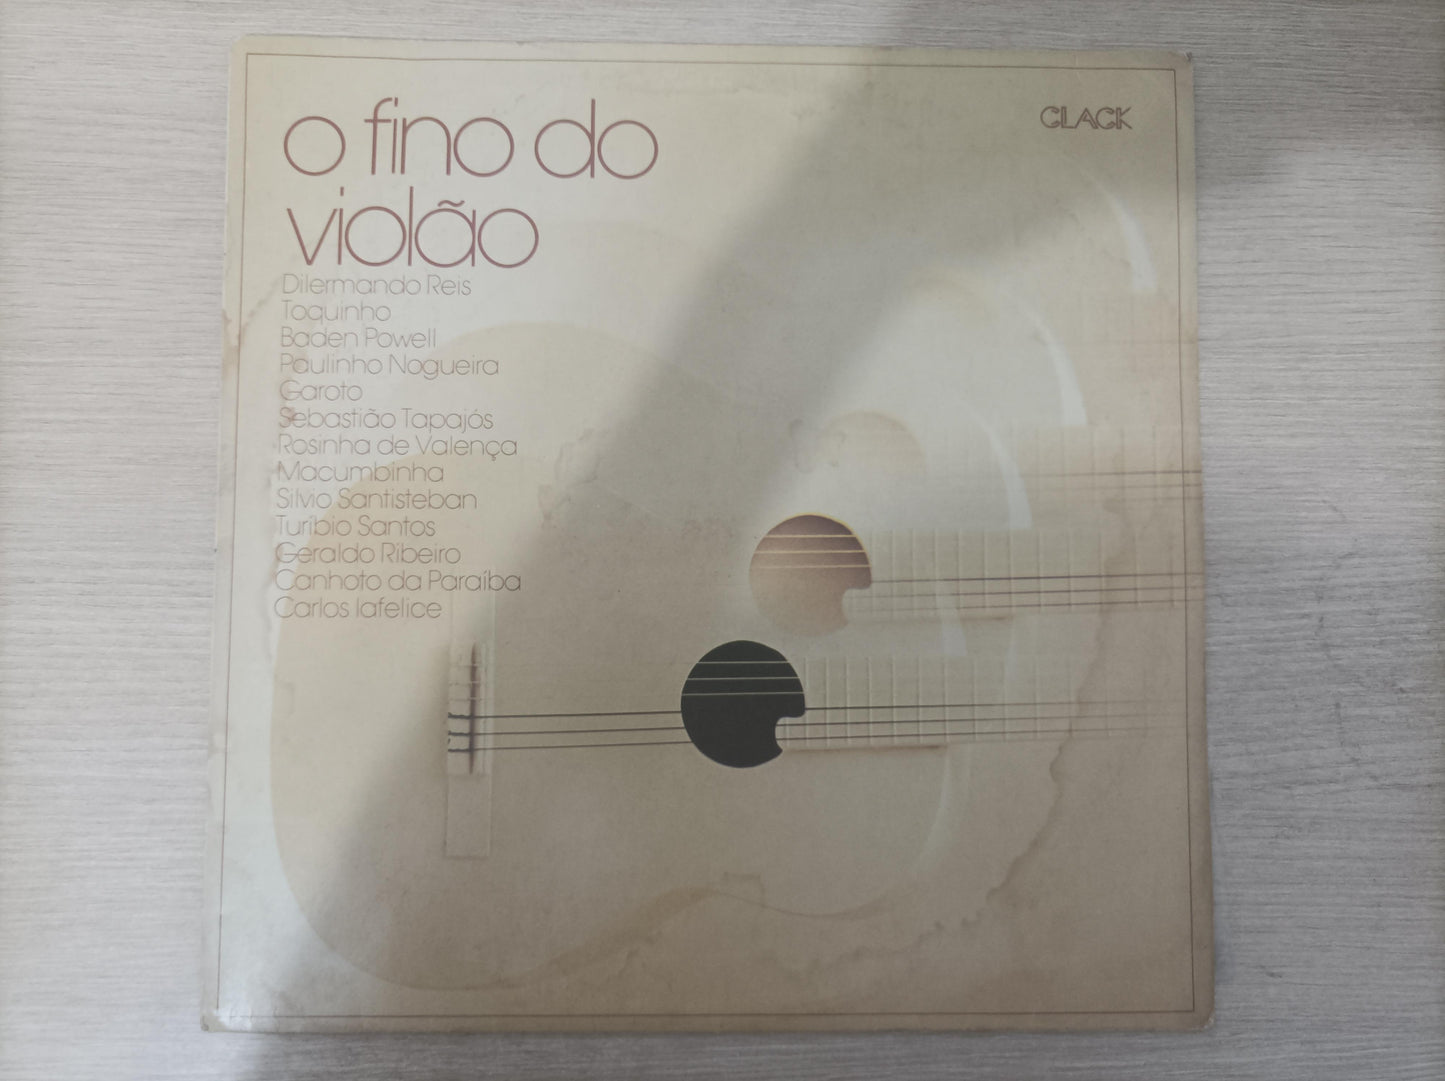 o fino do
violão
CLACK
Dilermando Reis
Toquinho
Baden Powell
Paulinho Nogueira
Garoto
Sebastião Tapajós
Rosinha de Valença
Macumbinha
Silvio Santisteban
Turíbio Santos
Geraldo Ribeiro
Canhoto da Paraíba
Carlos Iafelice